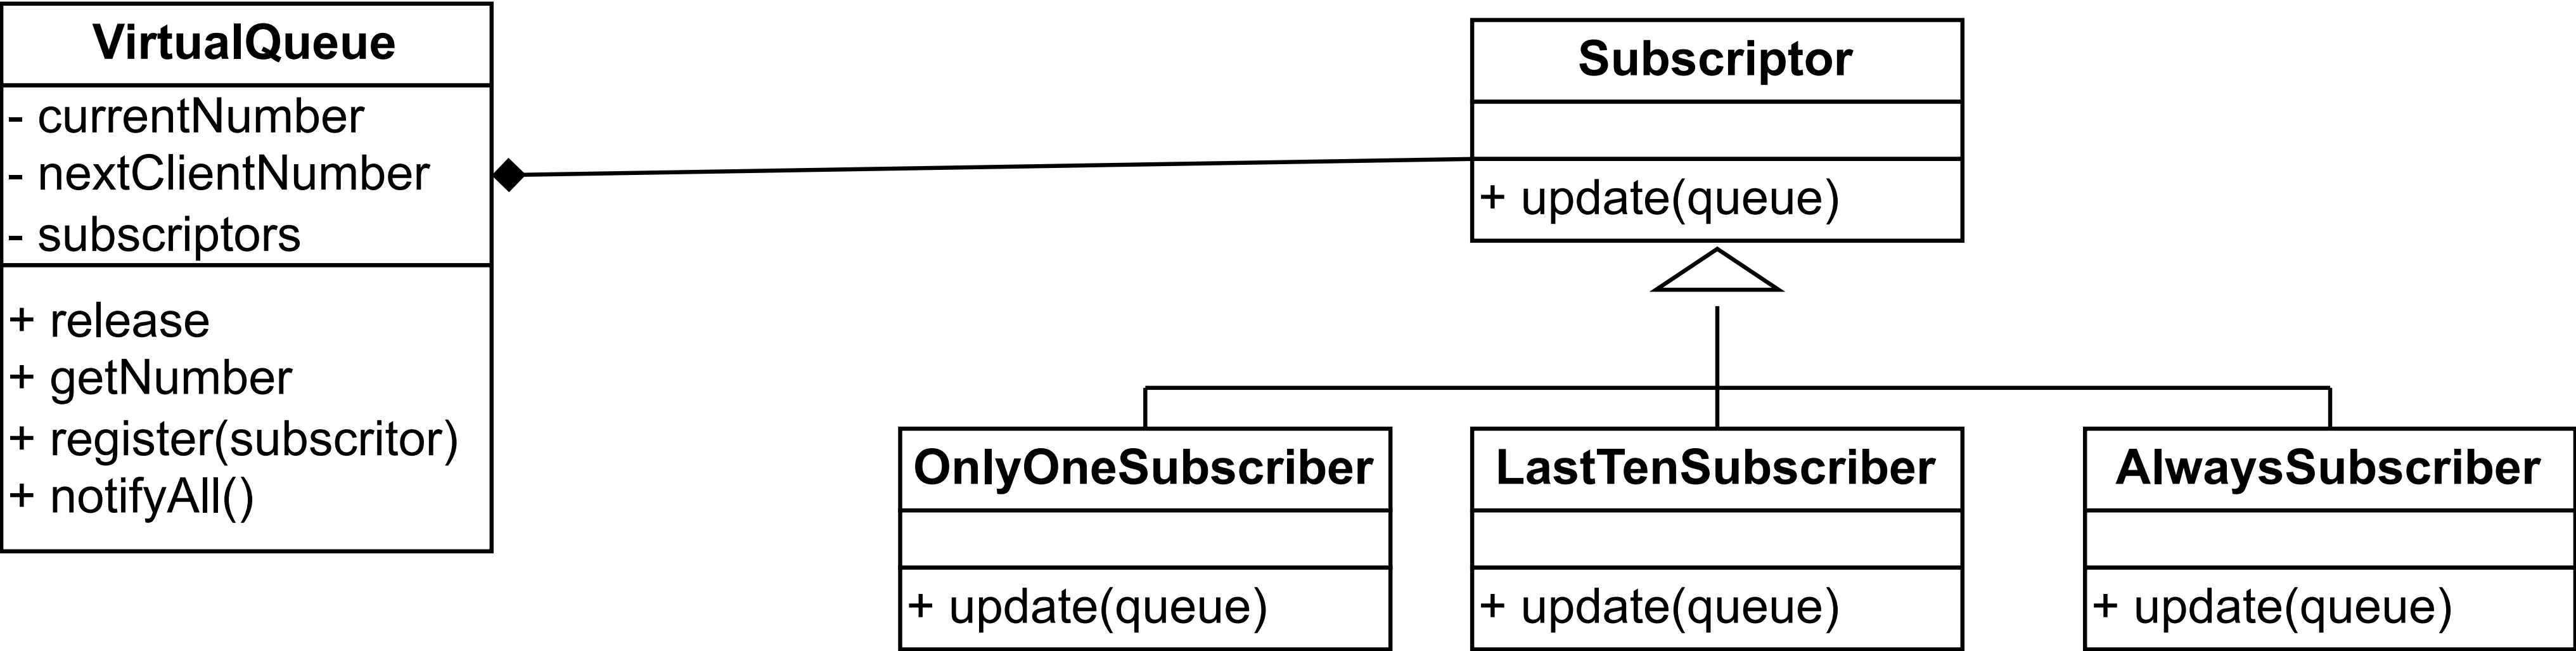 VirtualQueue
- currentNumber
- nextClientNumber
- subscriptors
+ release
+ getNumber
+ register(subscritor)
+ notifyAll()
Subscriptor
+ update(queue)
OnlyOneSubscriber
+ update(queue)
LastTenSubscriber
+ update(queue)
AlwaysSubscriber
+ update(queue)